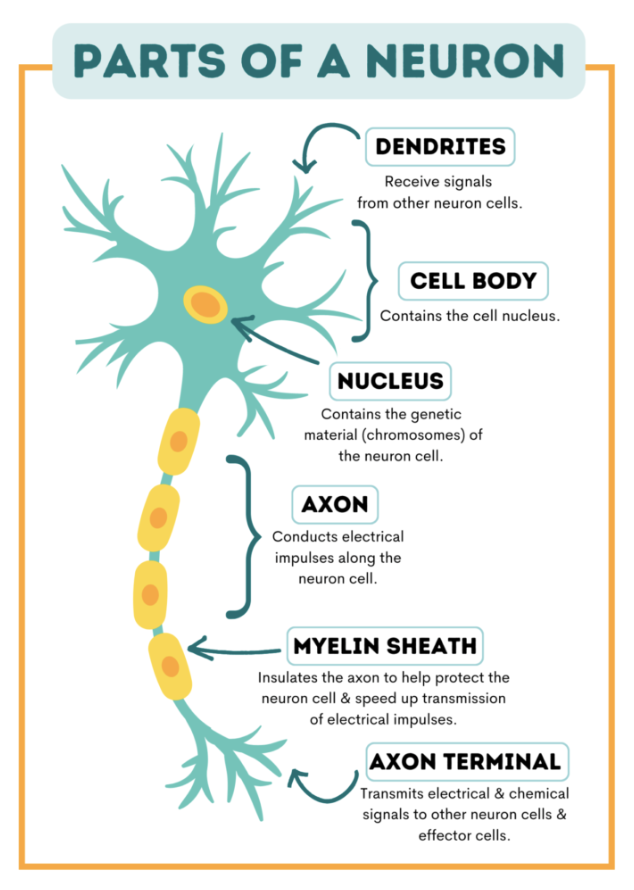 PARTS OF A NEURON
DENDRITES
Receive signals
from other neuron cells.
CELL BODY
Contains the cell nucleus.
NUCLEUS
Contains the genetic
material (chromosomes) of
the neuron cell.
AXON
Conducts electrical
impulses along the
neuron cell.
MYELIN SHEATH
Insulates the axon to help protect the
neuron cell & speed up transmission
of electrical impulses.
AXON TERMINAL
Transmits electrical & chemical
signals to other neuron cells &
effector cells.